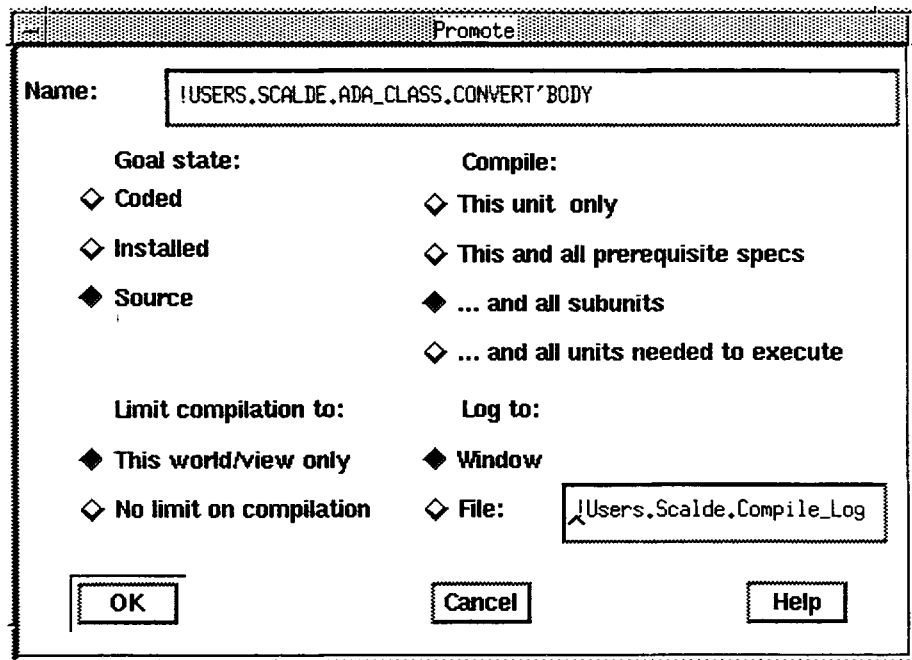 Promote
Name: !USERS.SCALDE.ADA_CLASS.CONVERT'BODY
Goal state: Compile:
Coded This unit only
Installed This and all prerequisite specs
Source ... and all subunits
... and all units needed to execute
Limit compilation to: Log to:
This world/view only Window
No limit on compilation File: !Users.Scalde.Compile_Log
OK Cancel Help